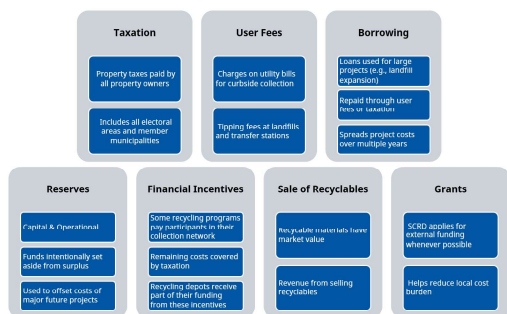 Taxation
Property taxes paid by
all property owners
Includes all electoral
areas and member
municipalities
User Fees
Charges on utility bills
for curbside collection
Tipping fees at landfills
and transfer stations
Borrowing
Loans used for large
projects (e.g., landfill
expansion)
Repaid through user
fees or taxation
Spreads project costs
over multiple years
Reserves
Capital & Operational
Funds intentionally set
aside from surplus
Used to offset costs of
major future projects
Financial Incentives
Some recycling programs
pay participants in their
collection network
Remaining costs covered
by taxation
Recycling depots receive
part of their funding
from these incentives
Sale of Recyclables
Recyclable materials have
market value
Revenue from selling
recyclables
Grants
SCRD applies for
external funding
whenever possible
Helps reduce local cost
burden